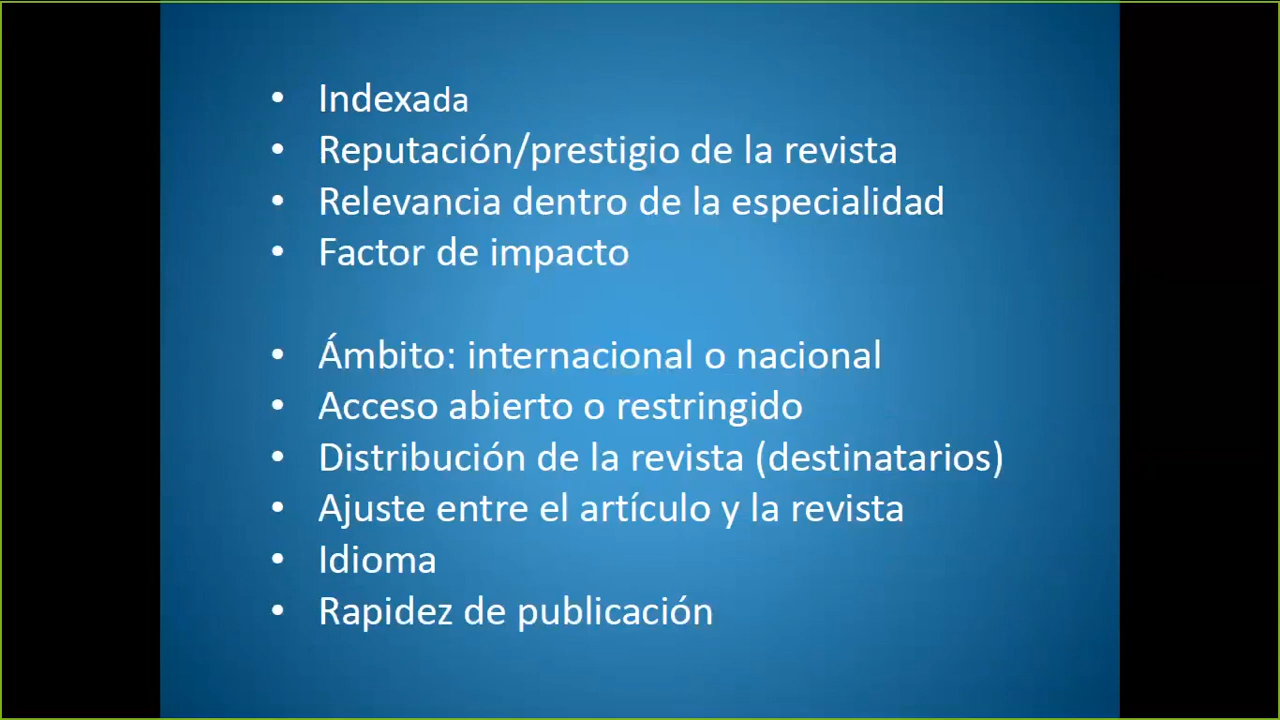 • Indexada
• Reputación/prestigio de la revista
• Relevancia dentro de la especialidad
• Factor de impacto
• Ámbito: internacional o nacional
• Acceso abierto o restringido
• Distribución de la revista (destinatarios)
• Ajuste entre el artículo y la revista
• Idioma
• Rapidez de publicación